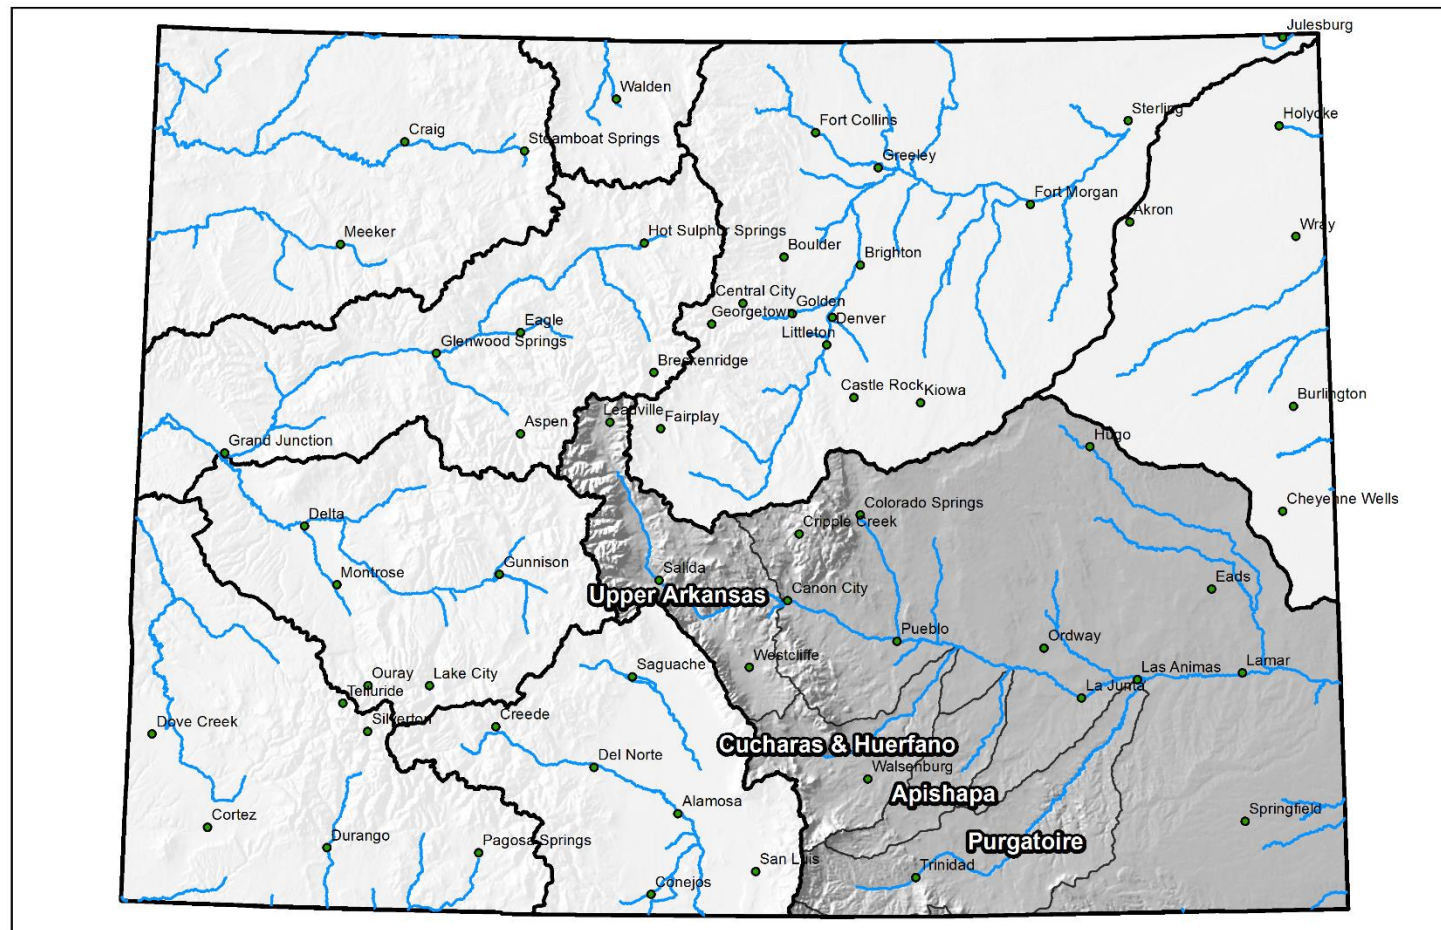 Julesburg
Walden
Sterling
Holyoke
Fort Collins
Craig
Steamboat Springs
Greeley
Fort Morgan
Akron
Wray
Meeker
Hot Sulphur Springs
Boulder
Brighton
Central City
Golden
Georgetown
Denver
Eagle
Littleton
Glenwood Springs
Breckenridge
Castle Rock
Kiowa
Burlington
Leadville
Fairplay
Aspen
Hugo
Grand Junction
Cheyenne Wells
Colorado Springs
Delta
Cripple Creek
Gunnison
Salida
Eads
Montrose
Canon City
Upper Arkansas
Pueblo
Ordway
Westcliffe
Las Animas
Lamar
Ouray
Lake City
Saguache
La Junta
Telluride
Silverton
Dove Creek
Creede
Cucharas & Huerfano
Del Norte
Walsenburg
Apishapa
Alamosa
Springfield
Cortez
Durango
Pagosa Springs
Purgatoire
San Luis
Trinidad
Conejos